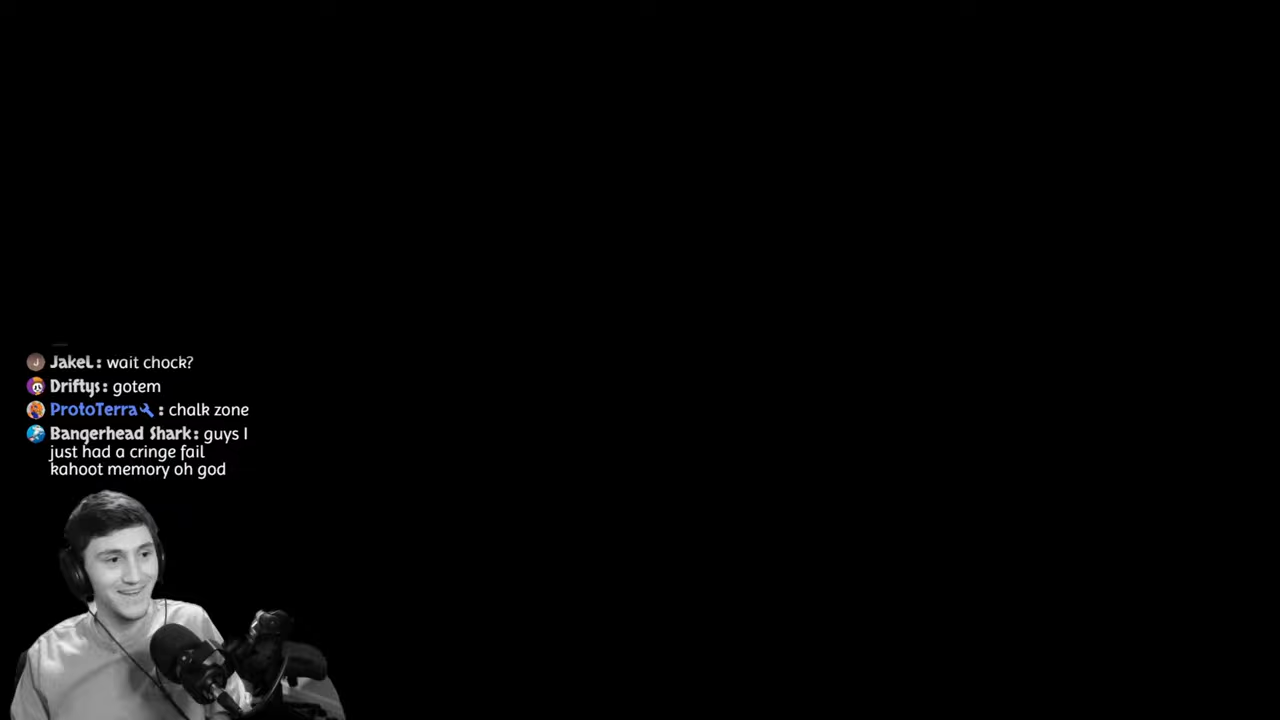 JakeL: wait chock?
Driftys: gotem
ProtoTerra: chalk zone
Bangerhead Shark: guys I
just had a cringe fail
kahoot memory oh god